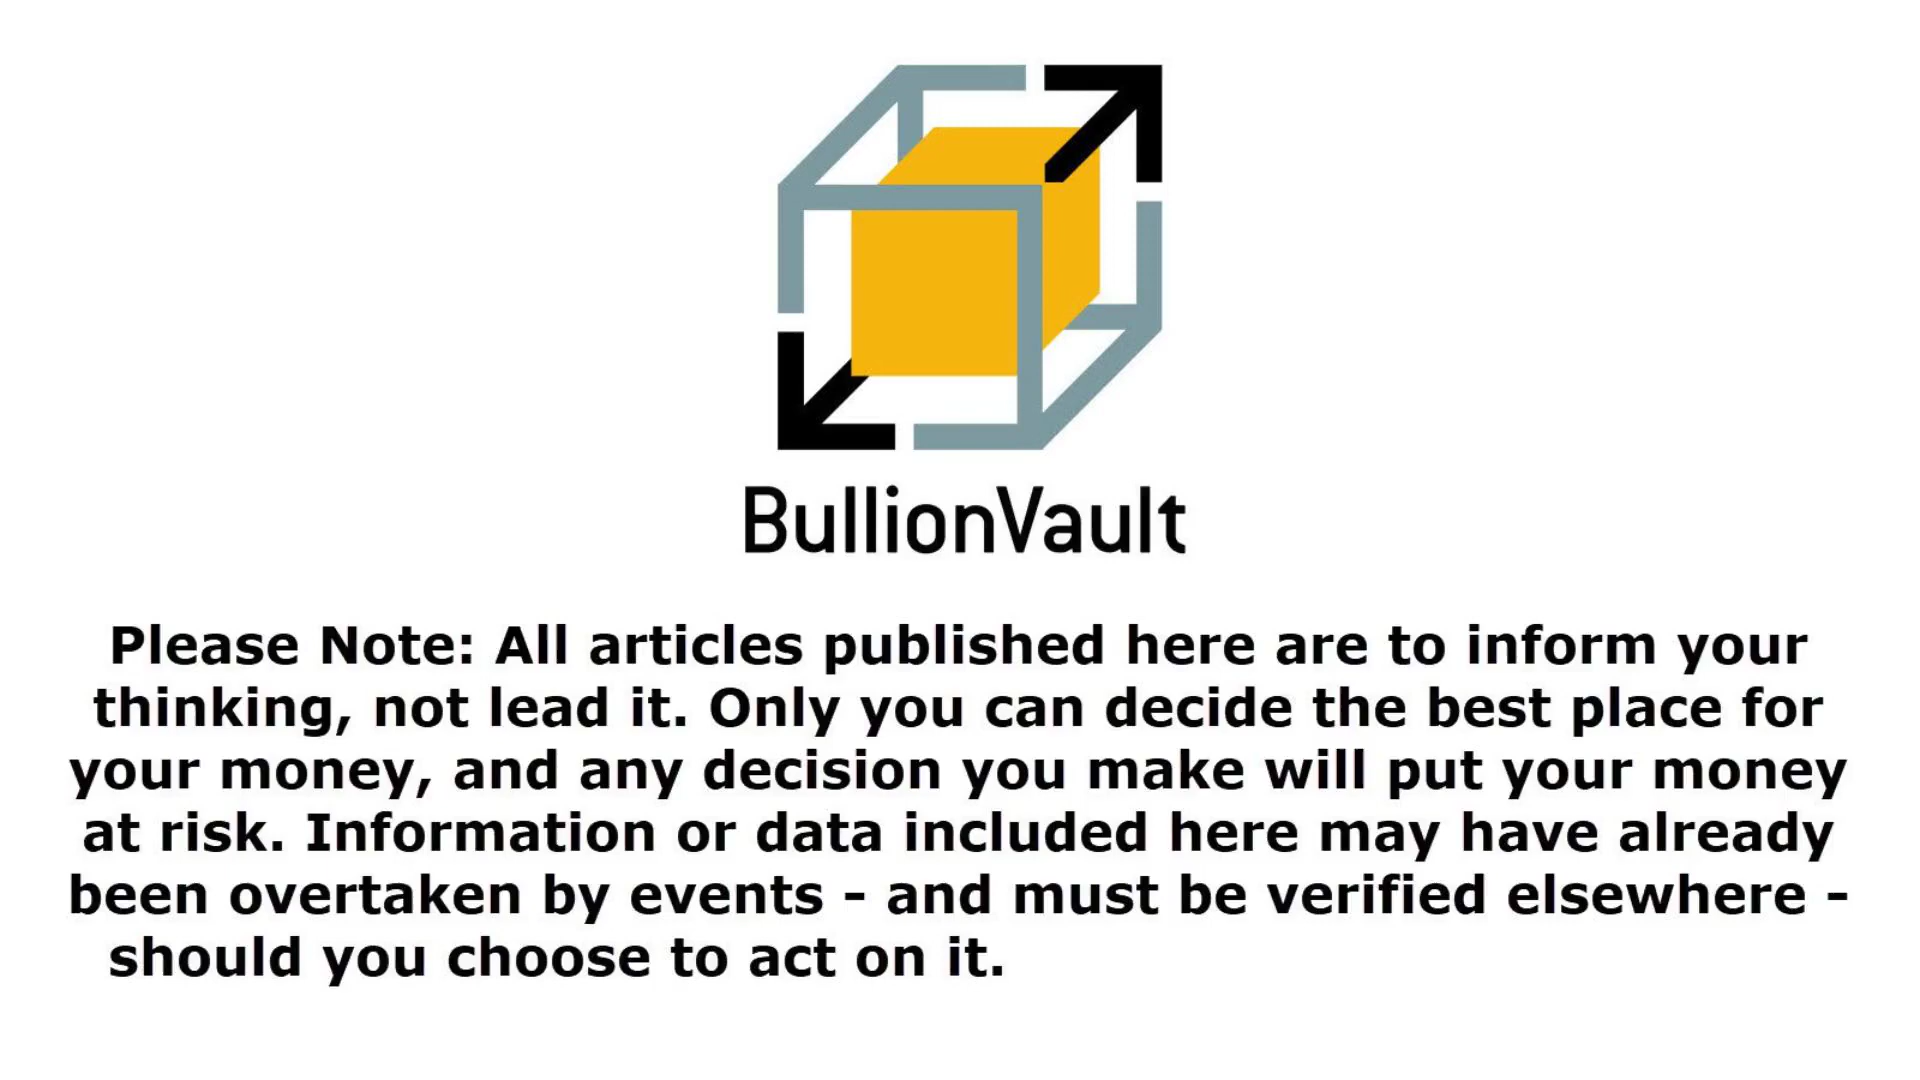 BullionVault
Please Note: All articles published here are to inform your
thinking, not lead it. Only you can decide the best place for
your money, and any decision you make will put your money
at risk. Information or data included here may have already
been overtaken by events - and must be verified elsewhere -
should you choose to act on it.